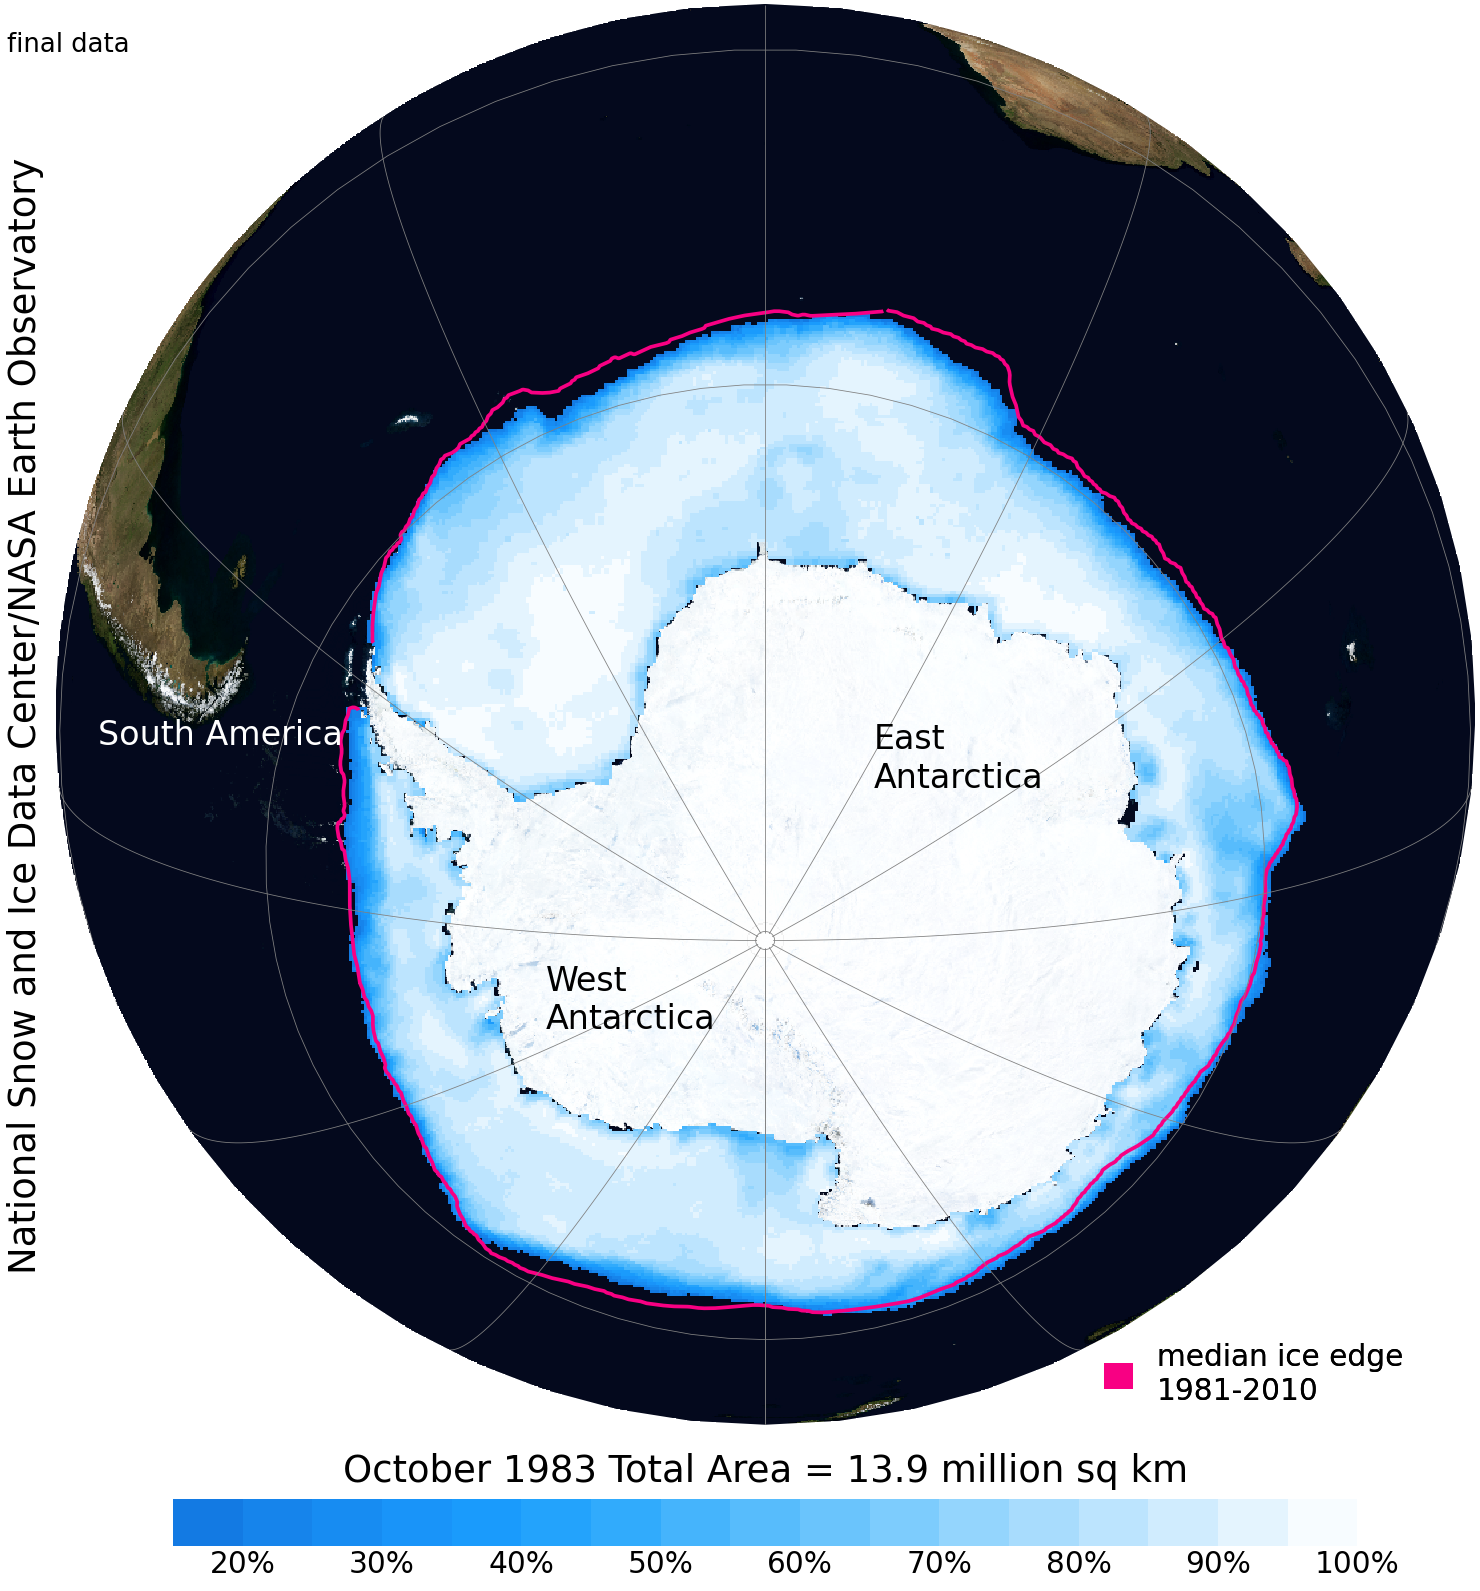 final data
National Snow and Ice Data Center/NASA Earth Observatory
South America
East
Antarctica
West
Antarctica
median ice edge
1981-2010
October 1983 Total Area = 13.9 million sq km
20% 30% 40% 50% 60% 70% 80% 90% 100%